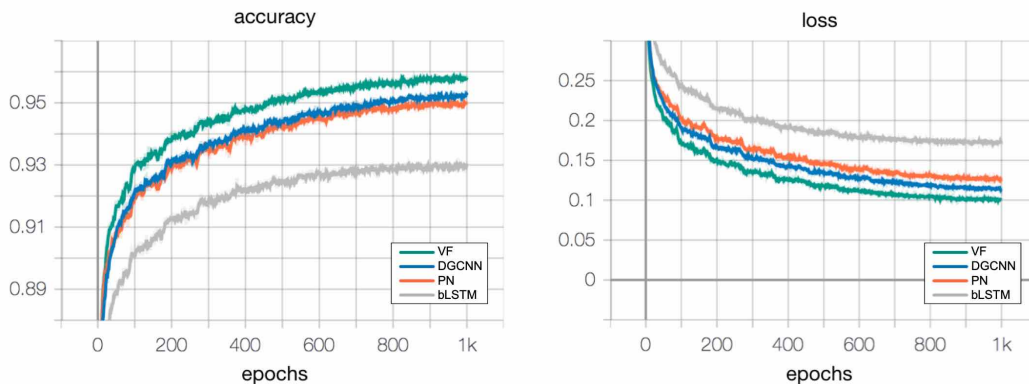 accuracy
0.95
0.93
0.91
0.89
VF
DGCNN
PN
bLSTM
0 200 400 600 800 1k
epochs
loss
0.25
0.2
0.15
0.1
0.05
0
VF
DGCNN
PN
bLSTM
0 200 400 600 800 1k
epochs